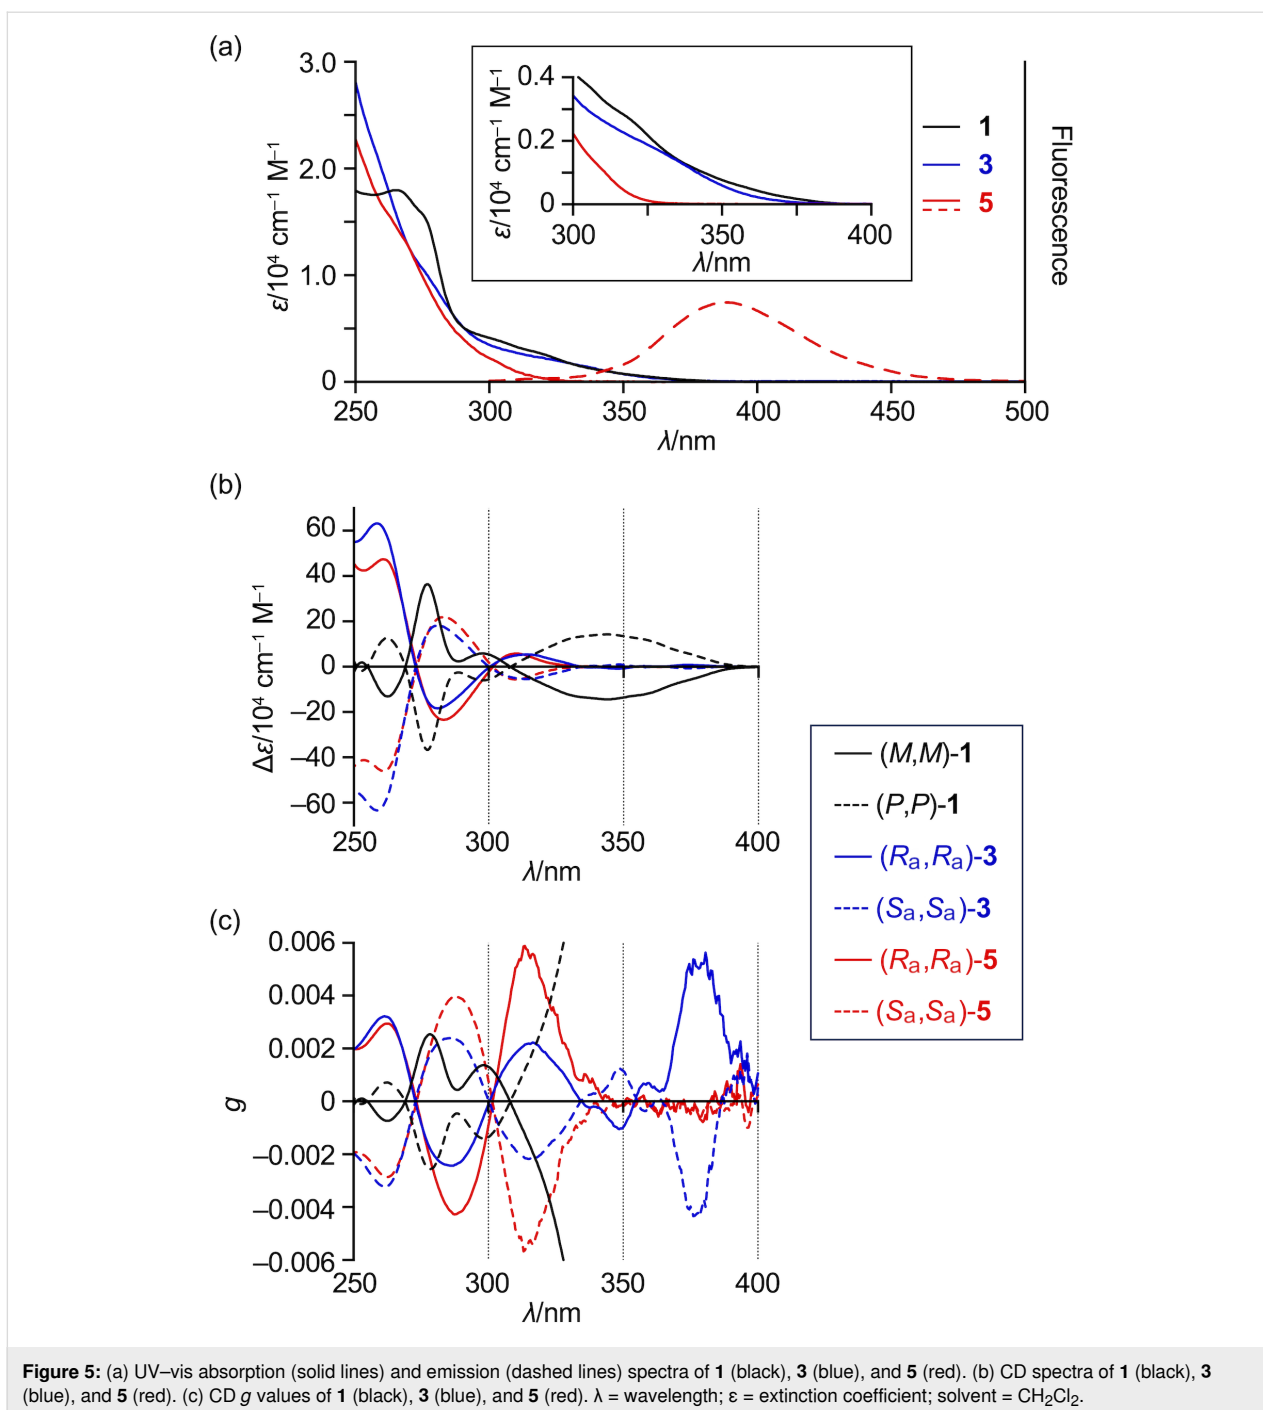 (a)
3.0
2.0
1.0
0
ε/10⁴ cm⁻¹ M⁻¹
250
300
350
400
450
500
λ/nm
Fluorescence
0.4
0.2
0
ε/10⁴ cm⁻¹ M⁻¹
300
350
400
λ/nm
1
3
5
(b)
60
40
20
0
–20
–40
–60
Δε/10⁴ cm⁻¹ M⁻¹
250
300
350
400
λ/nm
(M,M)-1
(P,P)-1
(Rₐ,Rₐ)-3
(Sₐ,Sₐ)-3
(Rₐ,Rₐ)-5
(Sₐ,Sₐ)-5
(c)
0.006
0.004
0.002
0
–0.002
–0.004
–0.006
g
250
300
350
400
λ/nm
Figure 5: (a) UV–vis absorption (solid lines) and emission (dashed lines) spectra of 1 (black), 3 (blue), and 5 (red). (b) CD spectra of 1 (black), 3
(blue), and 5 (red). (c) CD g values of 1 (black), 3 (blue), and 5 (red). λ = wavelength; ε = extinction coefficient; solvent = CH₂Cl₂.